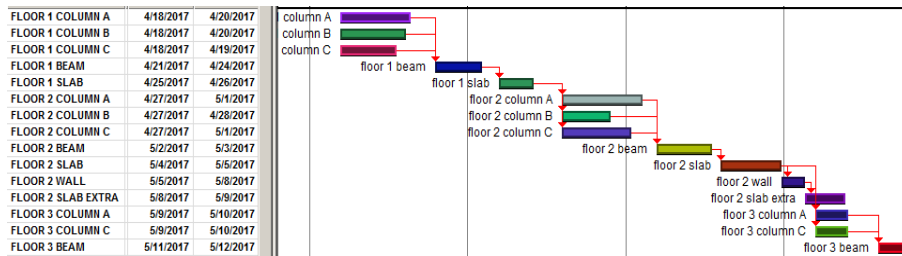 FLOOR 1 COLUMN A 4/18/2017 4/20/2017 column A
FLOOR 1 COLUMN B 4/18/2017 4/20/2017 column B
FLOOR 1 COLUMN C 4/18/2017 4/19/2017 column C
FLOOR 1 BEAM 4/21/2017 4/24/2017 floor 1 beam
FLOOR 1 SLAB 4/25/2017 4/26/2017 floor 1 slab
FLOOR 2 COLUMN A 4/27/2017 5/1/2017 floor 2 column A
FLOOR 2 COLUMN B 4/27/2017 4/28/2017 floor 2 column B
FLOOR 2 COLUMN C 4/27/2017 5/1/2017 floor 2 column C
FLOOR 2 BEAM 5/2/2017 5/3/2017 floor 2 beam
FLOOR 2 SLAB 5/4/2017 5/5/2017 floor 2 slab
FLOOR 2 WALL 5/5/2017 5/8/2017 floor 2 wall
FLOOR 2 SLAB EXTRA 5/8/2017 5/9/2017 floor 2 slab extra
FLOOR 3 COLUMN A 5/9/2017 5/10/2017 floor 3 column A
FLOOR 3 COLUMN C 5/9/2017 5/10/2017 floor 3 column C
FLOOR 3 BEAM 5/11/2017 5/12/2017 floor 3 beam